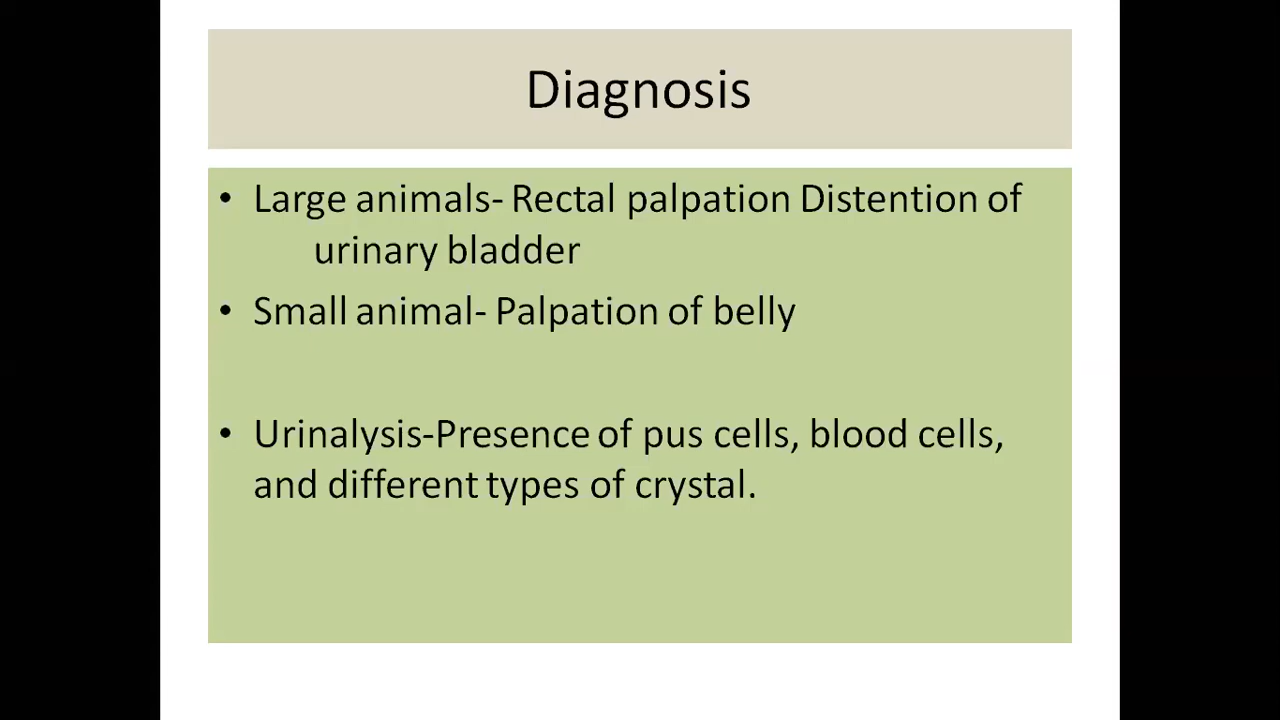 Diagnosis
• Large animals- Rectal palpation Distention of
urinary bladder
• Small animal- Palpation of belly
• Urinalysis-Presence of pus cells, blood cells,
and different types of crystal.